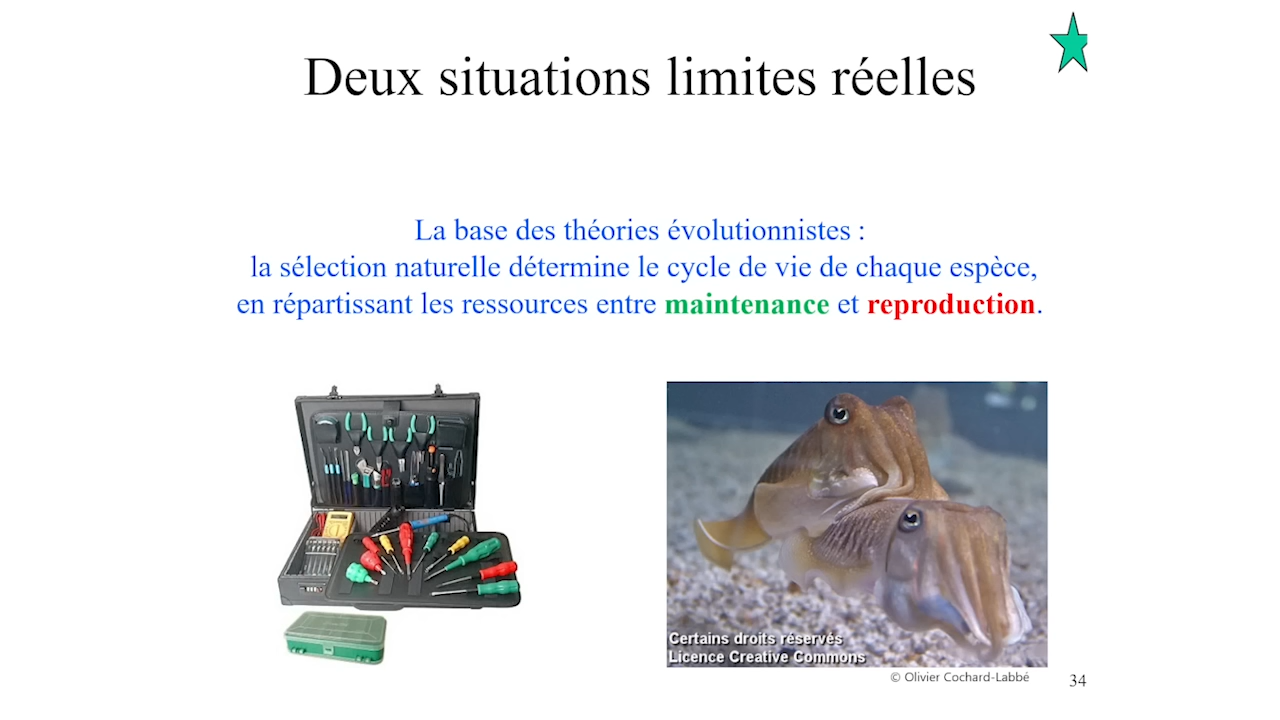 Deux situations limites réelles
La base des théories évolutionnistes :
la sélection naturelle détermine le cycle de vie de chaque espèce,
en répartissant les ressources entre maintenance et reproduction.
Certains droits réservés
Licence Creative Commons
© Olivier Cochard-Labbé
34